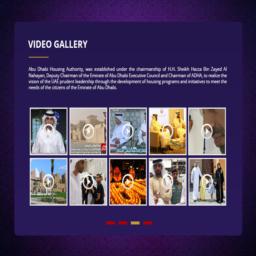 VIDEO GALLERY
Abu Dhabi Housing Authority, was established under the chairmanship of H.H. Sheikh Hazza Bin Zayed Al
Nahayan, Deputy Chairman of the Emirate of Abu Dhabi Executive Council and Chairman of ADHA, to realize the
vision of the UAE prudent leadership through the development of housing programs and initiatives to meet the
needs of the citizens of the Emirate of Abu Dhabi.